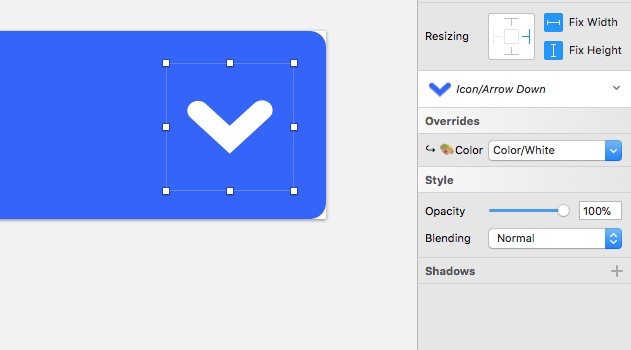 Resizing
Fix Width
Fix Height
Icon/Arrow Down
Overrides
↪ 🎨Color Color/White
Style
Opacity 100%
Blending Normal
Shadows